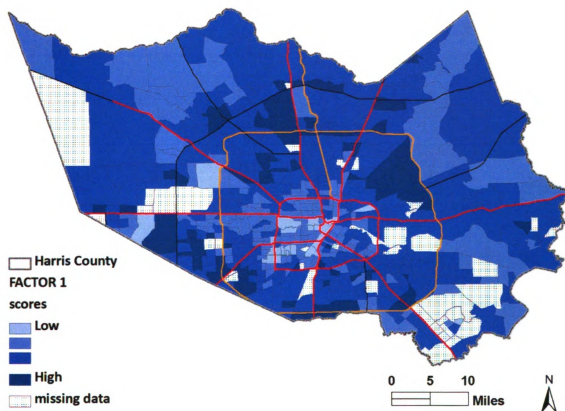 Harris County
FACTOR 1
scores
Low
High
missing data
0 5 10
Miles
N